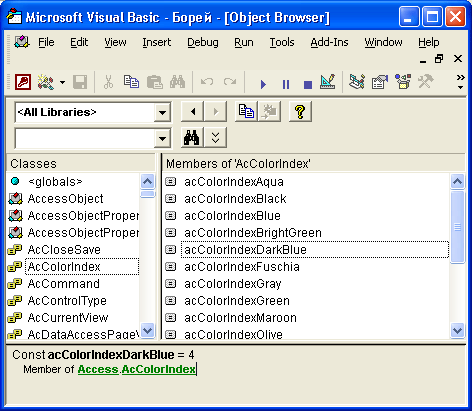 Microsoft Visual Basic - Борей - [Object Browser]
File Edit View Insert Debug Run Tools Add-Ins Window Help
<All Libraries>
Classes
Members of 'AcColorIndex'
<globals>
AccessObject
AccessObjectProper
AccessObjectProper
AcCloseSave
AcColorIndex
AcCommand
AcControlType
AcCurrentView
AcDataAccessPageV
acColorIndexAqua
acColorIndexBlack
acColorIndexBlue
acColorIndexBrightGreen
acColorIndexDarkBlue
acColorIndexFuschia
acColorIndexGray
acColorIndexGreen
acColorIndexMaroon
acColorIndexOlive
Const acColorIndexDarkBlue = 4
Member of Access.AcColorIndex